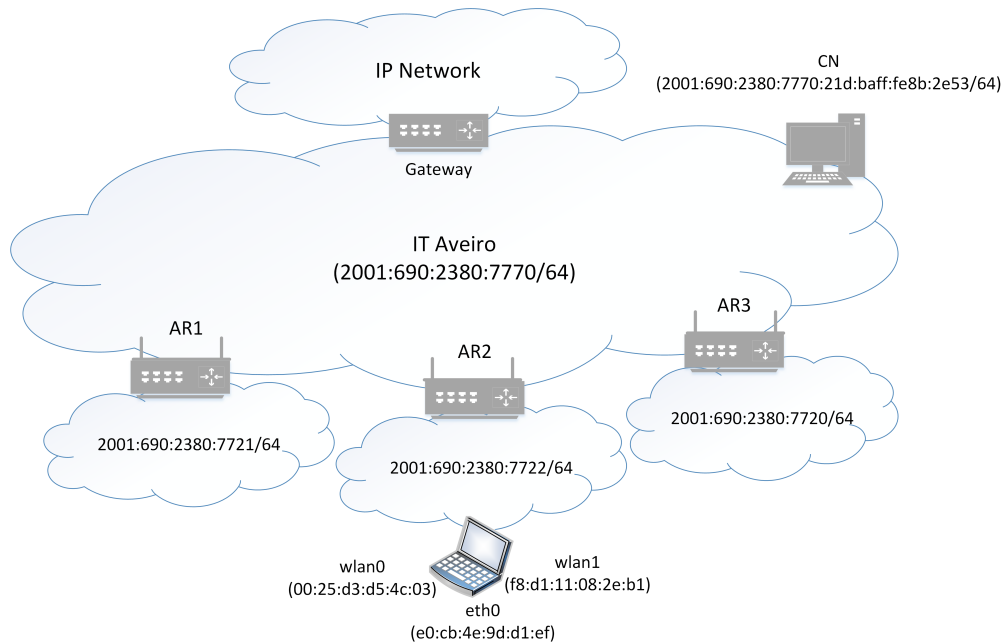 IP Network
CN
(2001:690:2380:7770:21d:baff:fe8b:2e53/64)
Gateway
IT Aveiro
(2001:690:2380:7770/64)
AR1
AR2
AR3
2001:690:2380:7721/64
2001:690:2380:7722/64
2001:690:2380:7720/64
wlan0
(00:25:d3:d5:4c:03)
wlan1
(f8:d1:11:08:2e:b1)
eth0
(e0:cb:4e:9d:d1:ef)